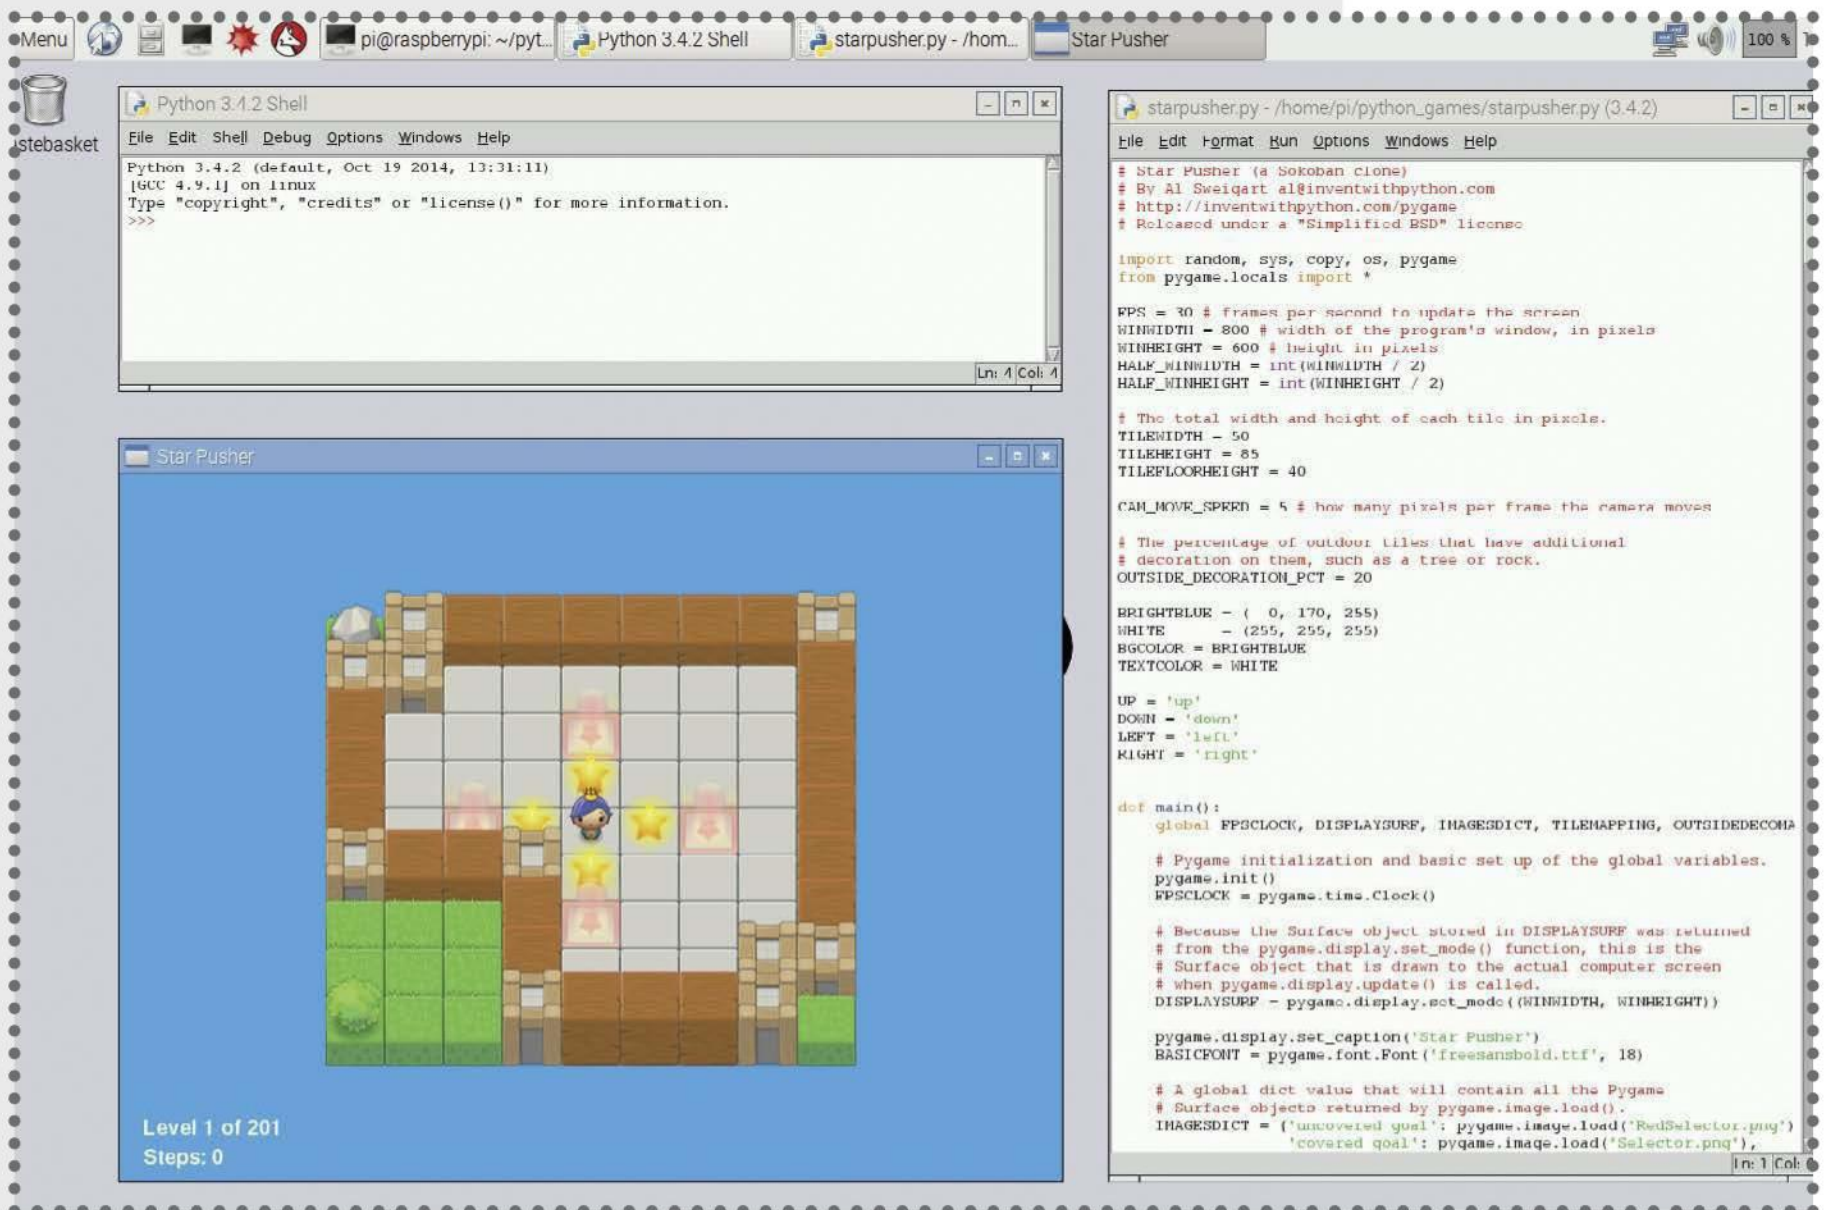 Menu
pi@raspberrypi: ~/pyt...
Python 3.4.2 Shell
starpusher.py - /hom...
Star Pusher
100 %
stebasket
Python 3.4.2 Shell
File Edit Shell Debug Options Windows Help
Python 3.4.2 (default, Oct 19 2014, 13:31:11)
[GCC 4.9.1] on linux
Type "copyright", "credits" or "license()" for more information.
>>>
Ln: 4 Col: 4
Star Pusher
Level 1 of 201
Steps: 0
starpusher.py - /home/pi/python_games/starpusher.py (3.4.2)
File Edit Format Run Options Windows Help
# Star Pusher (a Sokoban clone)
# By Al Sweigart al@inventwithpython.com
# http://inventwithpython.com/pygame
# Released under a "Simplified BSD" license
import random, sys, copy, os, pygame
from pygame.locals import *
FPS = 30 # frames per second to update the screen
WINWIDTH = 800 # width of the program's window, in pixels
WINHEIGHT = 600 # height in pixels
HALF_WINWIDTH = int(WINWIDTH / 2)
HALF_WINHEIGHT = int(WINHEIGHT / 2)
# The total width and height of each tile in pixels.
TILEWIDTH = 50
TILEHEIGHT = 85
TILEFLOORHEIGHT = 40
CAM_MOVE_SPEED = 5 # how many pixels per frame the camera moves
# The percentage of outdoor tiles that have additional
# decoration on them, such as a tree or rock.
OUTSIDE_DECORATION_PCT = 20
BRIGHTBLUE = (  0, 170, 255)
WHITE      = (255, 255, 255)
BGCOLOR = BRIGHTBLUE
TEXTCOLOR = WHITE
UP = 'up'
DOWN = 'down'
LEFT = 'left'
RIGHT = 'right'
def main():
    global FPSCLOCK, DISPLAYSURF, IMAGESDICT, TILEMAPPING, OUTSIDEDECOMA
    # Pygame initialization and basic set up of the global variables.
    pygame.init()
    FPSCLOCK = pygame.time.Clock()
    # Because the Surface object stored in DISPLAYSURF was returned
    # from the pygame.display.set_mode() function, this is the
    # Surface object that is drawn to the actual computer screen
    # when pygame.display.update() is called.
    DISPLAYSURF = pygame.display.set_mode((WINWIDTH, WINHEIGHT))
    pygame.display.set_caption('Star Pusher')
    BASICFONT = pygame.font.Font('freesansbold.ttf', 18)
    # A global dict value that will contain all the Pygame
    # Surface objects returned by pygame.image.load().
    IMAGESDICT = {'uncovered goal': pygame.image.load('RedSelector.png')
                  'covered goal': pygame.image.load('Selector.png'),
Ln: 1 Col: